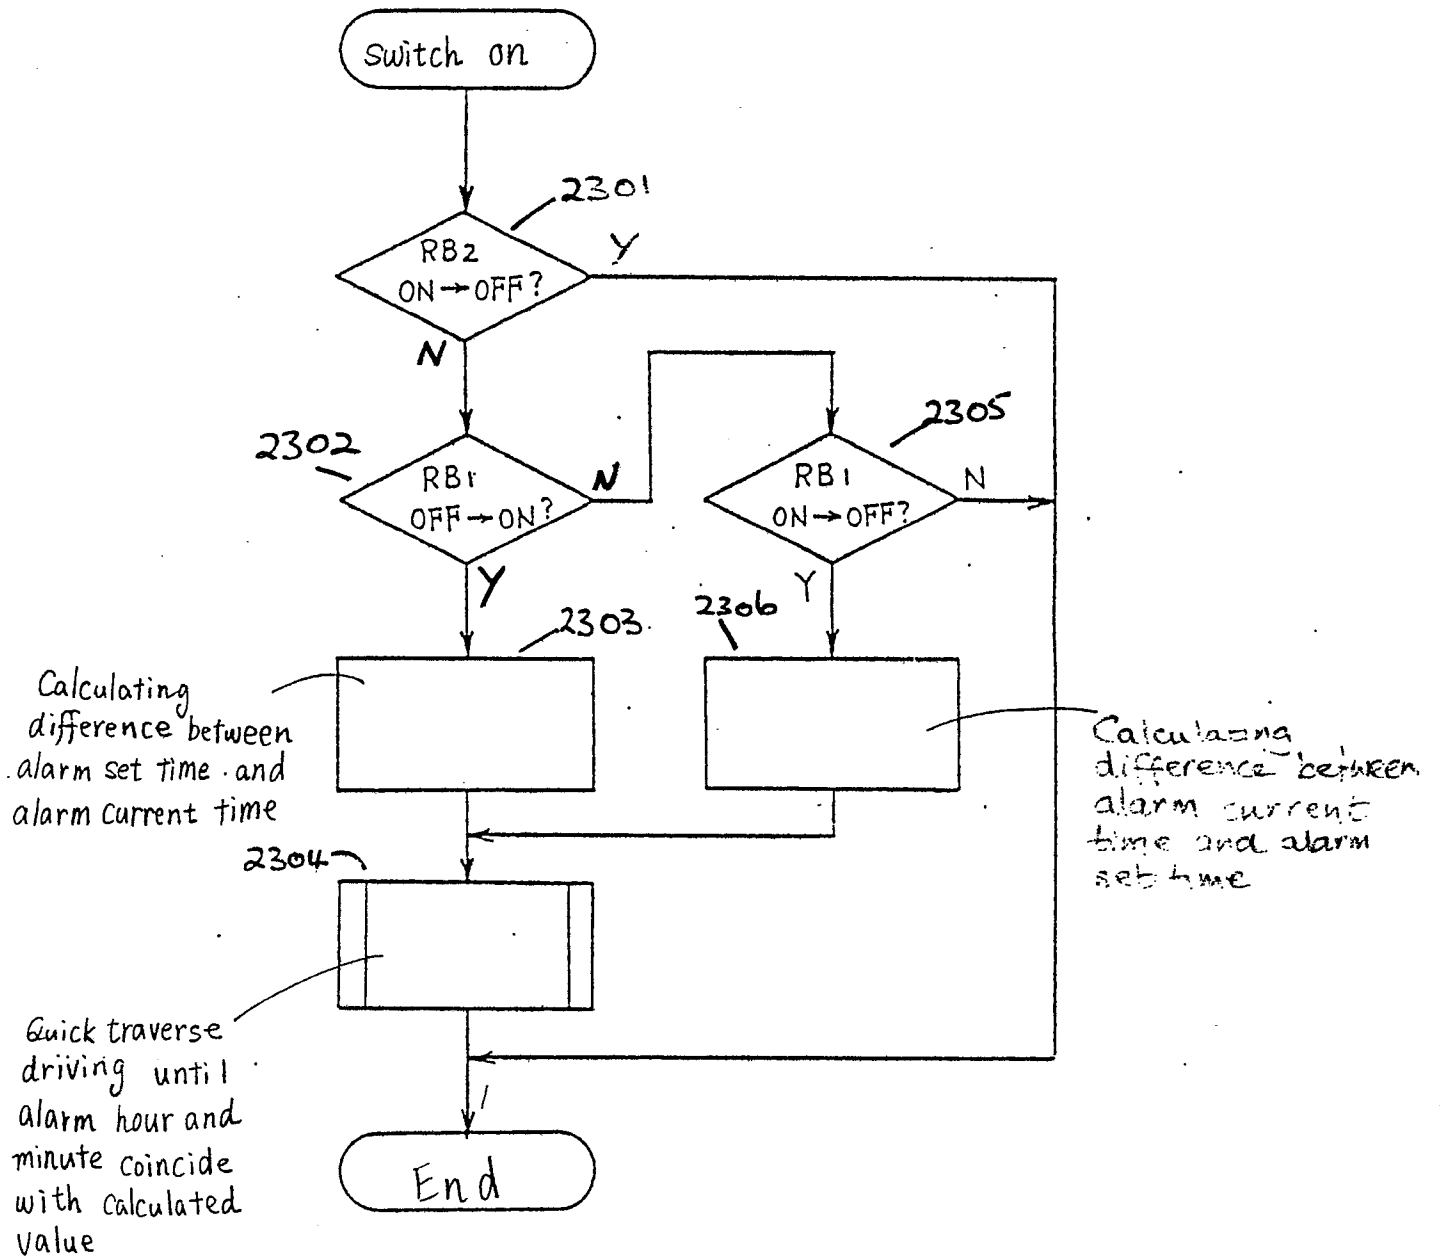 Switch on
2301
RB2
ON→OFF?
Y
N
2302
RB1
OFF→ON?
N
Y
2305
RB1
ON→OFF?
N
Y
2303
2306
Calculating
difference between
alarm set time and
alarm current time
Calculating
difference between
alarm current
time and alarm
set time
2304
Quick traverse
driving until
alarm hour and
minute coincide
with calculated
value
End